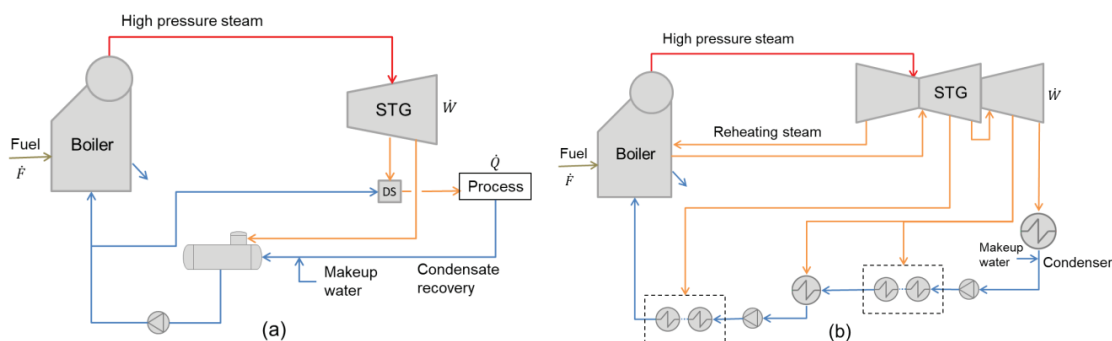 High pressure steam
STG
Ẇ
Fuel
Ḟ
Boiler
Q̇
DS
Process
Makeup
water
Condensate
recovery
(a)
High pressure steam
STG
Ẇ
Reheating steam
Fuel
Ḟ
Boiler
Makeup
water
Condenser
(b)